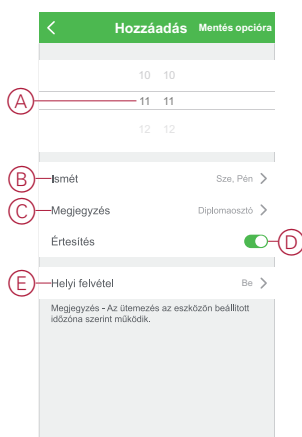 Hozzáadás Mentés opcióra
10 10
A 11 11
12 12
B Ismét Sze, Pén
C Megjegyzés Diplomaosztó
Értesítés D
E Helyi felvétel Be
Megjegyzés - Az ütemezés az eszközön beállított
időzóna szerint működik.